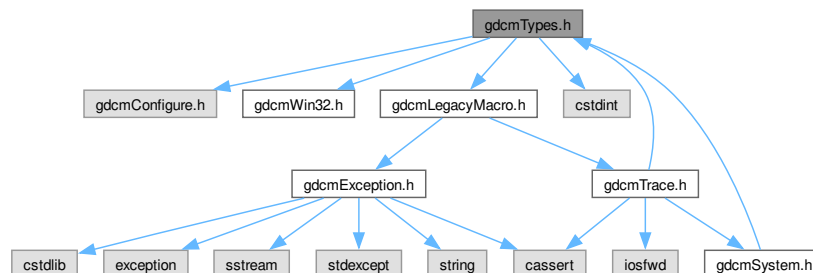 gdcmTypes.h
gdcmConfigure.h
gdcmWin32.h
gdcmLegacyMacro.h
cstdint
gdcmException.h
gdcmTrace.h
cstdlib
exception
sstream
stdexcept
string
cassert
iosfwd
gdcmSystem.h